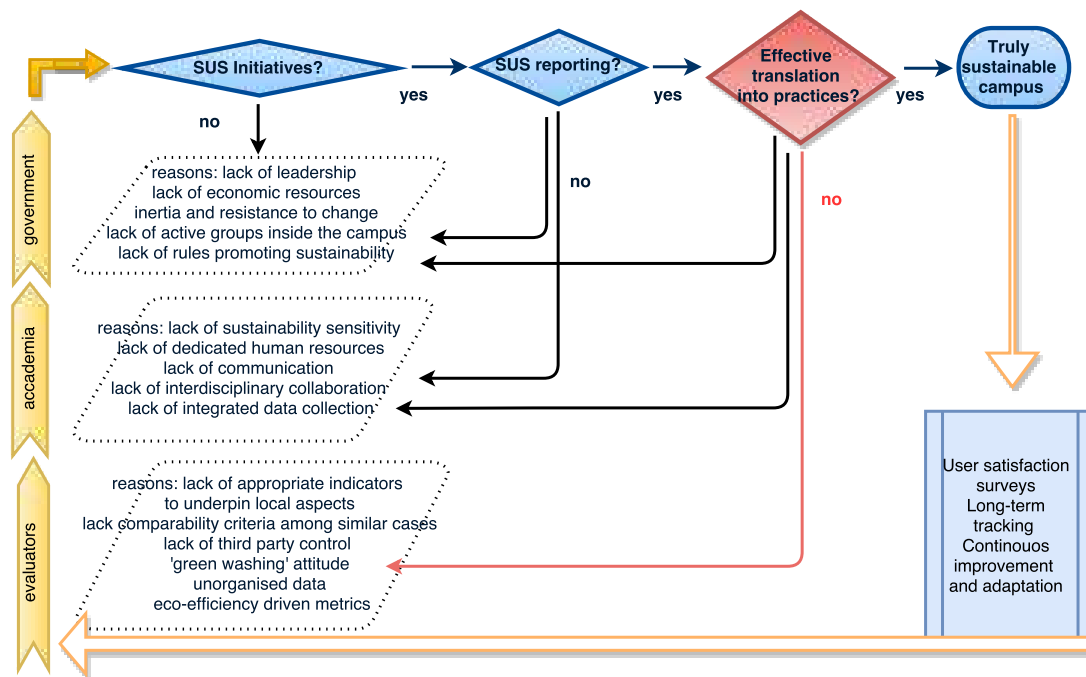 SUS Initiatives?
yes
SUS reporting?
yes
Effective
translation
into practices?
yes
Truly
sustainable
campus
no
no
no
government
reasons: lack of leadership
lack of economic resources
inertia and resistance to change
lack of active groups inside the campus
lack of rules promoting sustainability
accademia
reasons: lack of sustainability sensitivity
lack of dedicated human resources
lack of communication
lack of interdisciplinary collaboration
lack of integrated data collection
evaluators
reasons: lack of appropriate indicators
to underpin local aspects
lack comparability criteria among similar cases
lack of third party control
'green washing' attitude
unorganised data
eco-efficiency driven metrics
User satisfaction
surveys
Long-term
tracking
Continouos
improvement
and adaptation